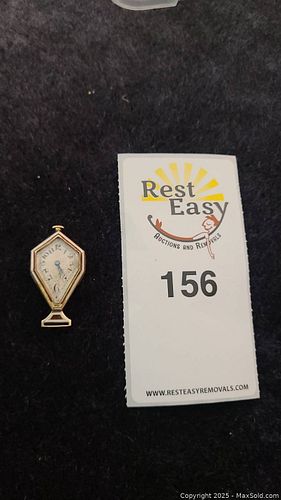 Rest
Easy
AUCTIONS AND REMOVALS
156
WWW.RESTEASYREMOVALS.COM
Copyright © 2025 - MaxSold.com